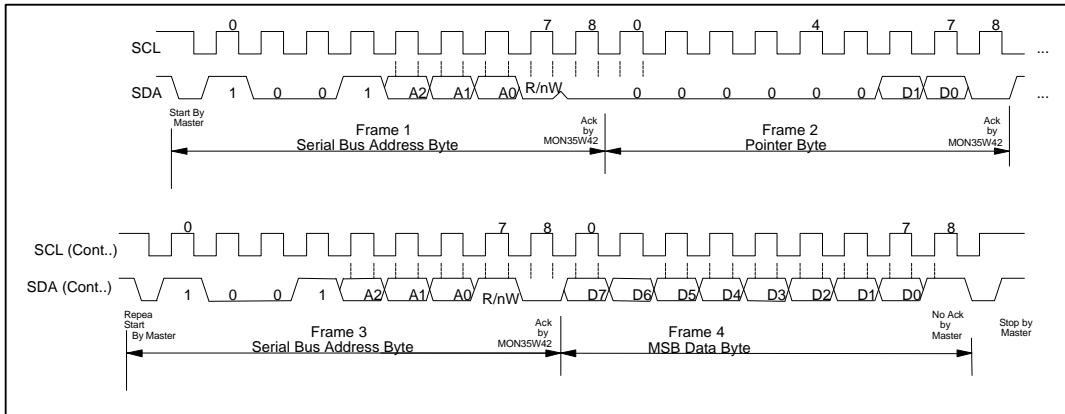 0 7 8 0 4 7 8
SCL ...
SDA 1 0 0 1 A2 A1 A0 R/nW 0 0 0 0 0 0 D1 D0 ...
Start By
Master
Frame 1
Serial Bus Address Byte
Ack
by
MON35W42
Frame 2
Pointer Byte
Ack
by
MON35W42
0 7 8 0 7 8
SCL (Cont..)
SDA (Cont..) 1 0 0 1 A2 A1 A0 R/nW D7 D6 D5 D4 D3 D2 D1 D0
Repea
Start
By Master
Frame 3
Serial Bus Address Byte
Ack
by
MON35W42
Frame 4
MSB Data Byte
No Ack
by
Master
Stop by
Master